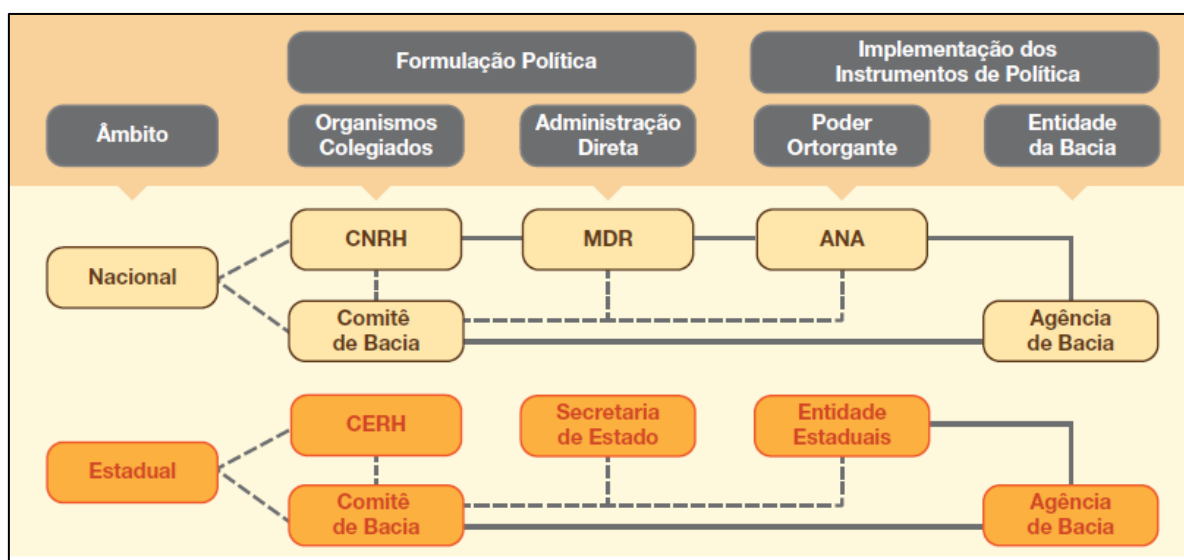 Formulação Política
Implementação dos
Instrumentos de Política
Âmbito
Organismos
Colegiados
Administração
Direta
Poder
Ortorgante
Entidade
da Bacia
Nacional
CNRH
MDR
ANA
Comitê
de Bacia
Agência
de Bacia
Estadual
CERH
Secretaria
de Estado
Entidade
Estaduais
Comitê
de Bacia
Agência
de Bacia